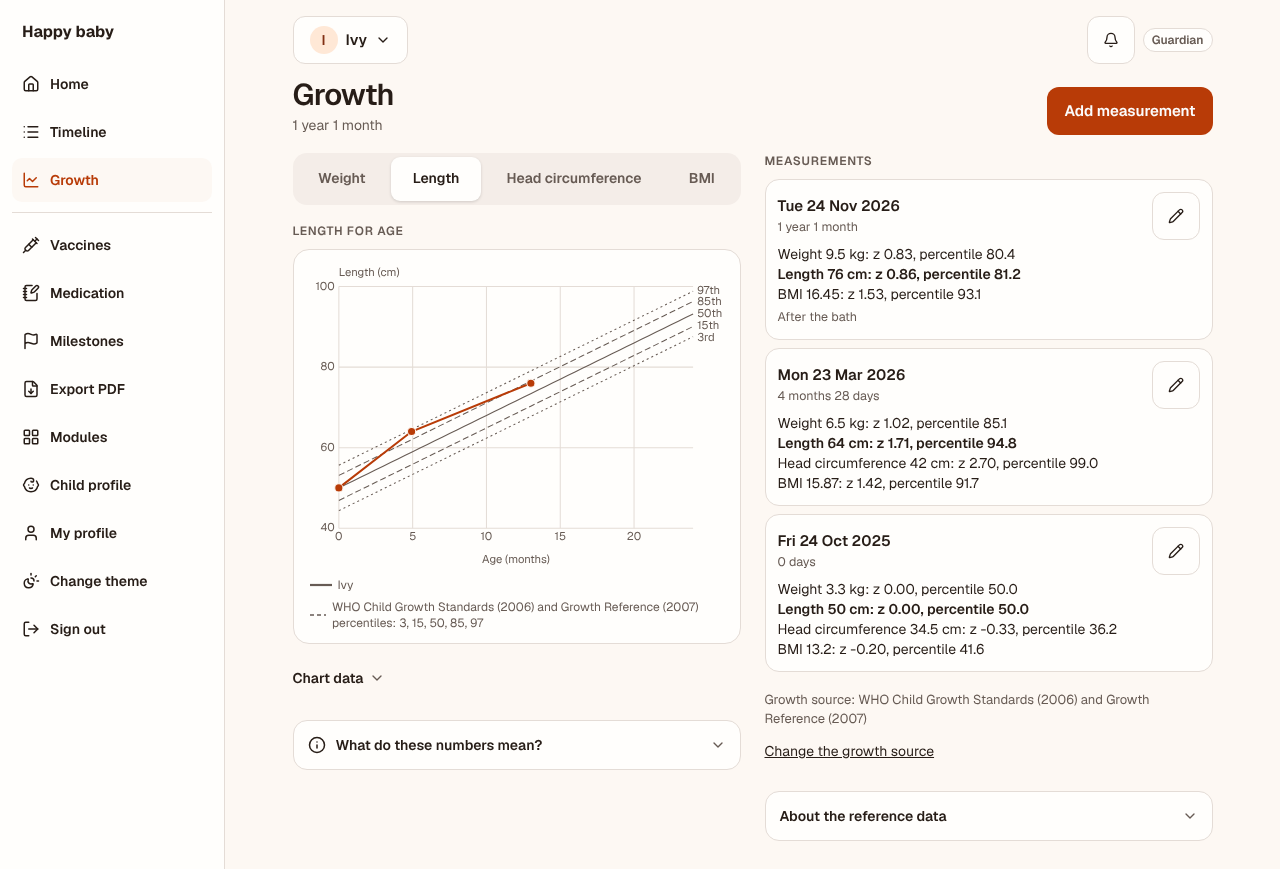 Happy baby
Home
Timeline
Growth
Vaccines
Medication
Milestones
Export PDF
Modules
Child profile
My profile
Change theme
Sign out
I Ivy
Guardian
Growth
1 year 1 month
Add measurement
Weight Length Head circumference BMI
LENGTH FOR AGE
Length (cm)
100
80
60
40
97th
85th
50th
15th
3rd
0 5 10 15 20
Age (months)
Ivy
WHO Child Growth Standards (2006) and Growth Reference (2007)
percentiles: 3, 15, 50, 85, 97
Chart data
What do these numbers mean?
MEASUREMENTS
Tue 24 Nov 2026
1 year 1 month
Weight 9.5 kg: z 0.83, percentile 80.4
Length 76 cm: z 0.86, percentile 81.2
BMI 16.45: z 1.53, percentile 93.1
After the bath
Mon 23 Mar 2026
4 months 28 days
Weight 6.5 kg: z 1.02, percentile 85.1
Length 64 cm: z 1.71, percentile 94.8
Head circumference 42 cm: z 2.70, percentile 99.0
BMI 15.87: z 1.42, percentile 91.7
Fri 24 Oct 2025
0 days
Weight 3.3 kg: z 0.00, percentile 50.0
Length 50 cm: z 0.00, percentile 50.0
Head circumference 34.5 cm: z -0.33, percentile 36.2
BMI 13.2: z -0.20, percentile 41.6
Growth source: WHO Child Growth Standards (2006) and Growth
Reference (2007)
Change the growth source
About the reference data